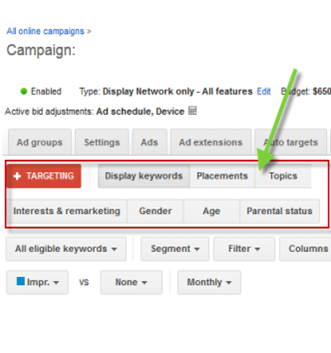 All online campaigns >
Campaign:
Enabled Type: Display Network only - All features Edit Budget: $650
Active bid adjustments: Ad schedule, Device
Ad groups Settings Ads Ad extensions Auto targets
+ TARGETING Display keywords Placements Topics
Interests & remarketing Gender Age Parental status
All eligible keywords Segment Filter Columns
Impr. VS None Monthly